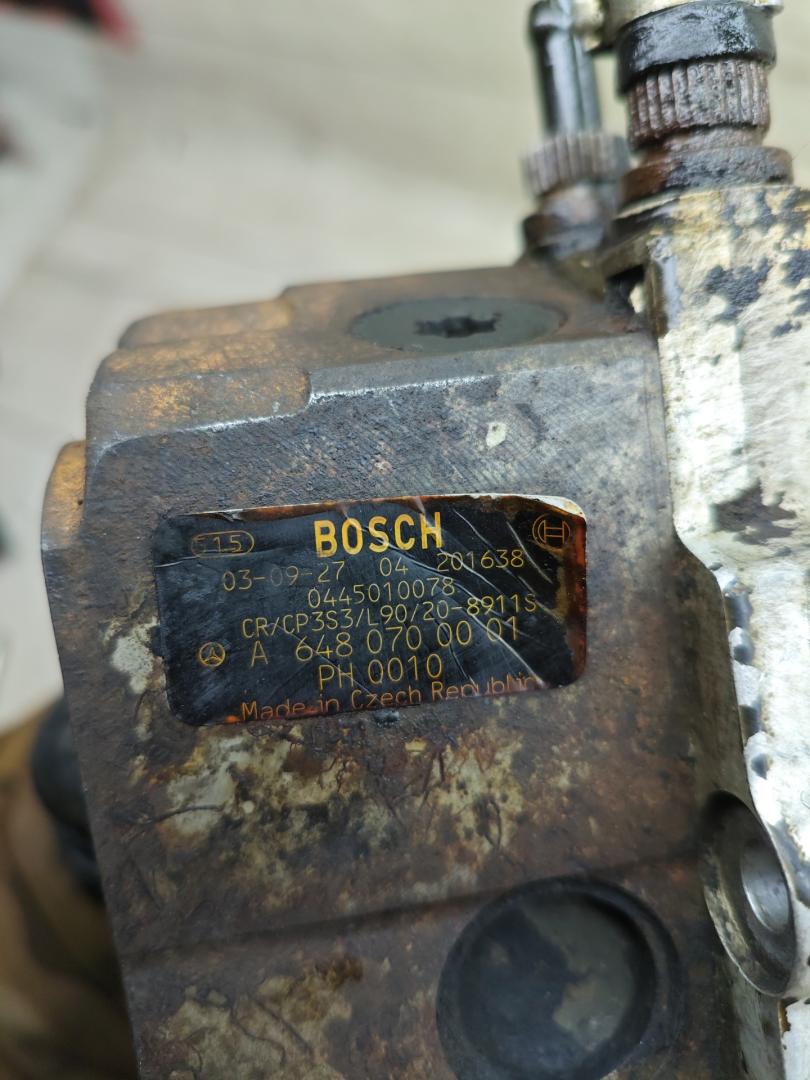 15
BOSCH
03-09-27 04 201638
0445010078
CR/CP3S3/L90/20-8911S
A 648 070 00 01
PH 0010
Made in Czech Republic